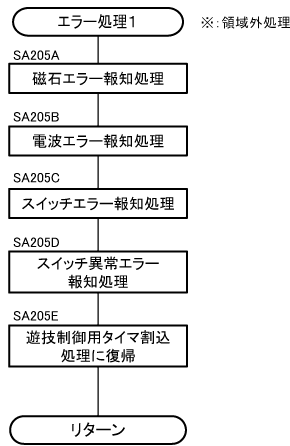 エラー処理1
※：領域外処理
SA205A
磁石エラー報知処理
SA205B
電波エラー報知処理
SA205C
スイッチエラー報知処理
SA205D
スイッチ異常エラー
報知処理
SA205E
遊技制御用タイマ割込
処理に復帰
リターン